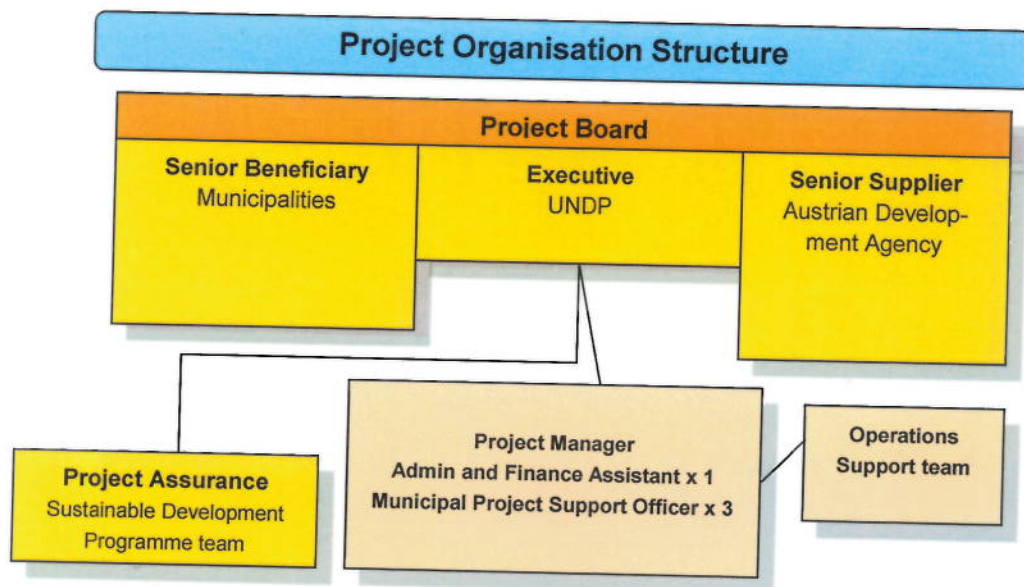 Project Organisation Structure
Project Board
Senior Beneficiary
Municipalities
Executive
UNDP
Senior Supplier
Austrian Develop-
ment Agency
Project Assurance
Sustainable Development
Programme team
Project Manager
Admin and Finance Assistant x 1
Municipal Project Support Officer x 3
Operations
Support team